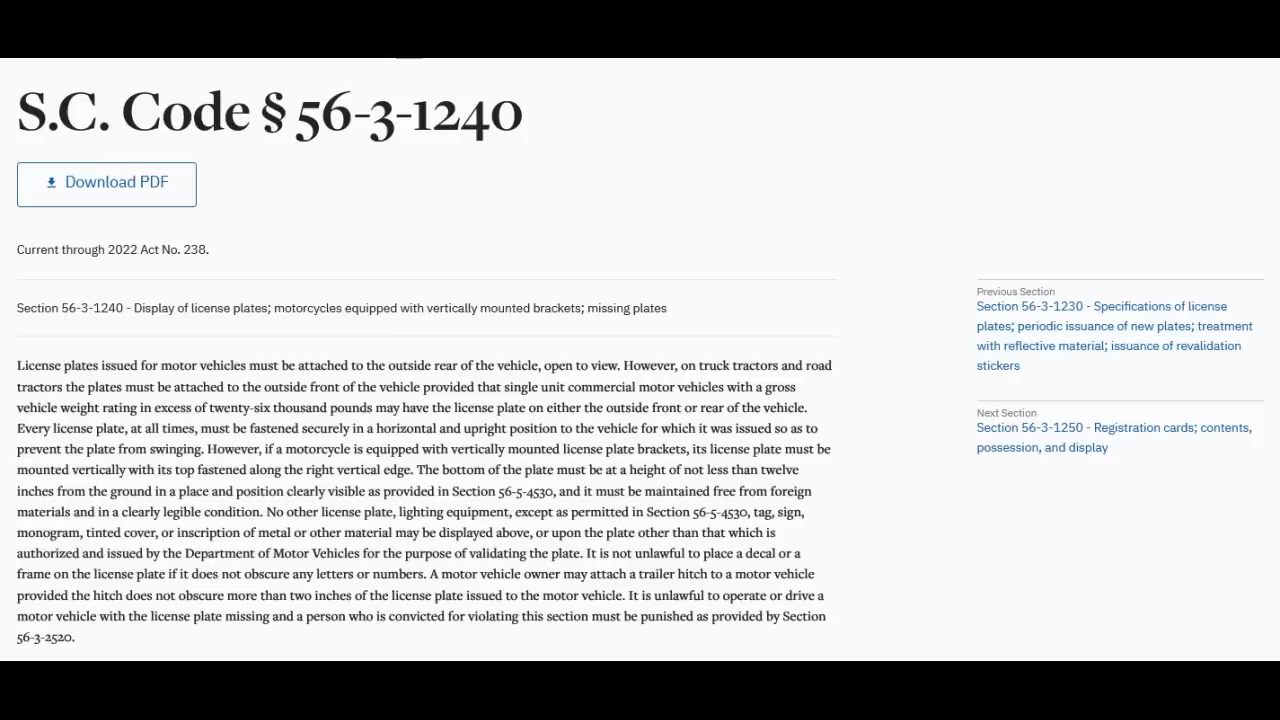 S.C. Code § 56-3-1240
Download PDF
Current through 2022 Act No. 238.
Section 56-3-1240 - Display of license plates; motorcycles equipped with vertically mounted brackets; missing plates
License plates issued for motor vehicles must be attached to the outside rear of the vehicle, open to view. However, on truck tractors and road
tractors the plates must be attached to the outside front of the vehicle provided that single unit commercial motor vehicles with a gross
vehicle weight rating in excess of twenty-six thousand pounds may have the license plate on either the outside front or rear of the vehicle.
Every license plate, at all times, must be fastened securely in a horizontal and upright position to the vehicle for which it was issued so as to
prevent the plate from swinging. However, if a motorcycle is equipped with vertically mounted license plate brackets, its license plate must be
mounted vertically with its top fastened along the right vertical edge. The bottom of the plate must be at a height of not less than twelve
inches from the ground in a place and position clearly visible as provided in Section 56-5-4530, and it must be maintained free from foreign
materials and in a clearly legible condition. No other license plate, lighting equipment, except as permitted in Section 56-5-4530, tag, sign,
monogram, tinted cover, or inscription of metal or other material may be displayed above, or upon the plate other than that which is
authorized and issued by the Department of Motor Vehicles for the purpose of validating the plate. It is not unlawful to place a decal or a
frame on the license plate if it does not obscure any letters or numbers. A motor vehicle owner may attach a trailer hitch to a motor vehicle
provided the hitch does not obscure more than two inches of the license plate issued to the motor vehicle. It is unlawful to operate or drive a
motor vehicle with the license plate missing and a person who is convicted for violating this section must be punished as provided by Section
56-3-2520.
Previous Section
Section 56-3-1230 - Specifications of license
plates; periodic issuance of new plates; treatment
with reflective material; issuance of revalidation
stickers
Next Section
Section 56-3-1250 - Registration cards; contents,
possession, and display